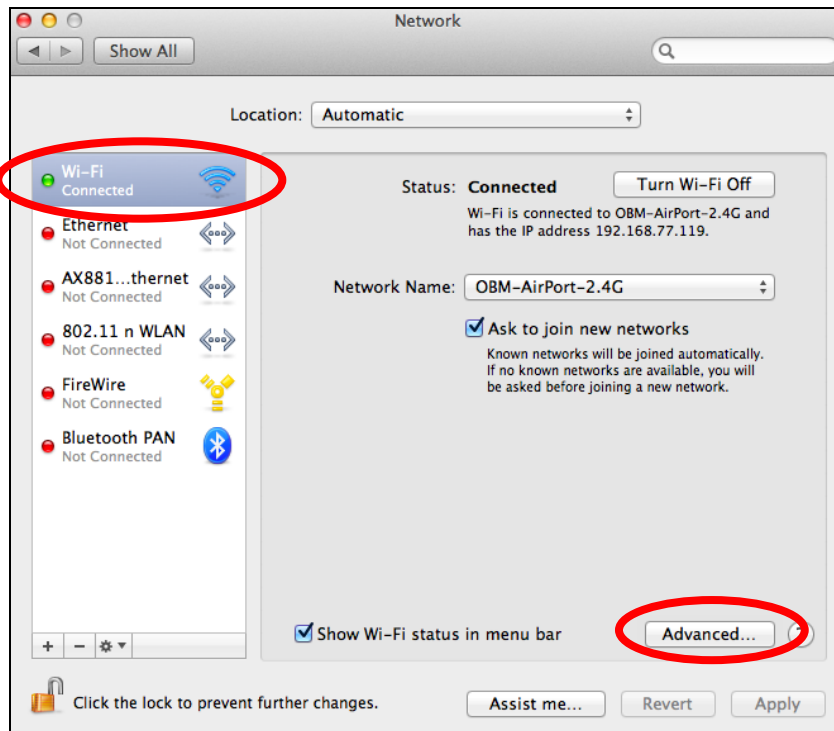 Network
Show All
Location: Automatic
Wi-Fi
Connected
Ethernet
Not Connected
AX881...thernet
Not Connected
802.11 n WLAN
Not Connected
FireWire
Not Connected
Bluetooth PAN
Not Connected
Status: Connected
Turn Wi-Fi Off
Wi-Fi is connected to OBM-AirPort-2.4G and
has the IP address 192.168.77.119.
Network Name: OBM-AirPort-2.4G
Ask to join new networks
Known networks will be joined automatically.
If no known networks are available, you will
be asked before joining a new network.
Show Wi-Fi status in menu bar
Advanced...
?
Click the lock to prevent further changes.
Assist me...
Revert
Apply